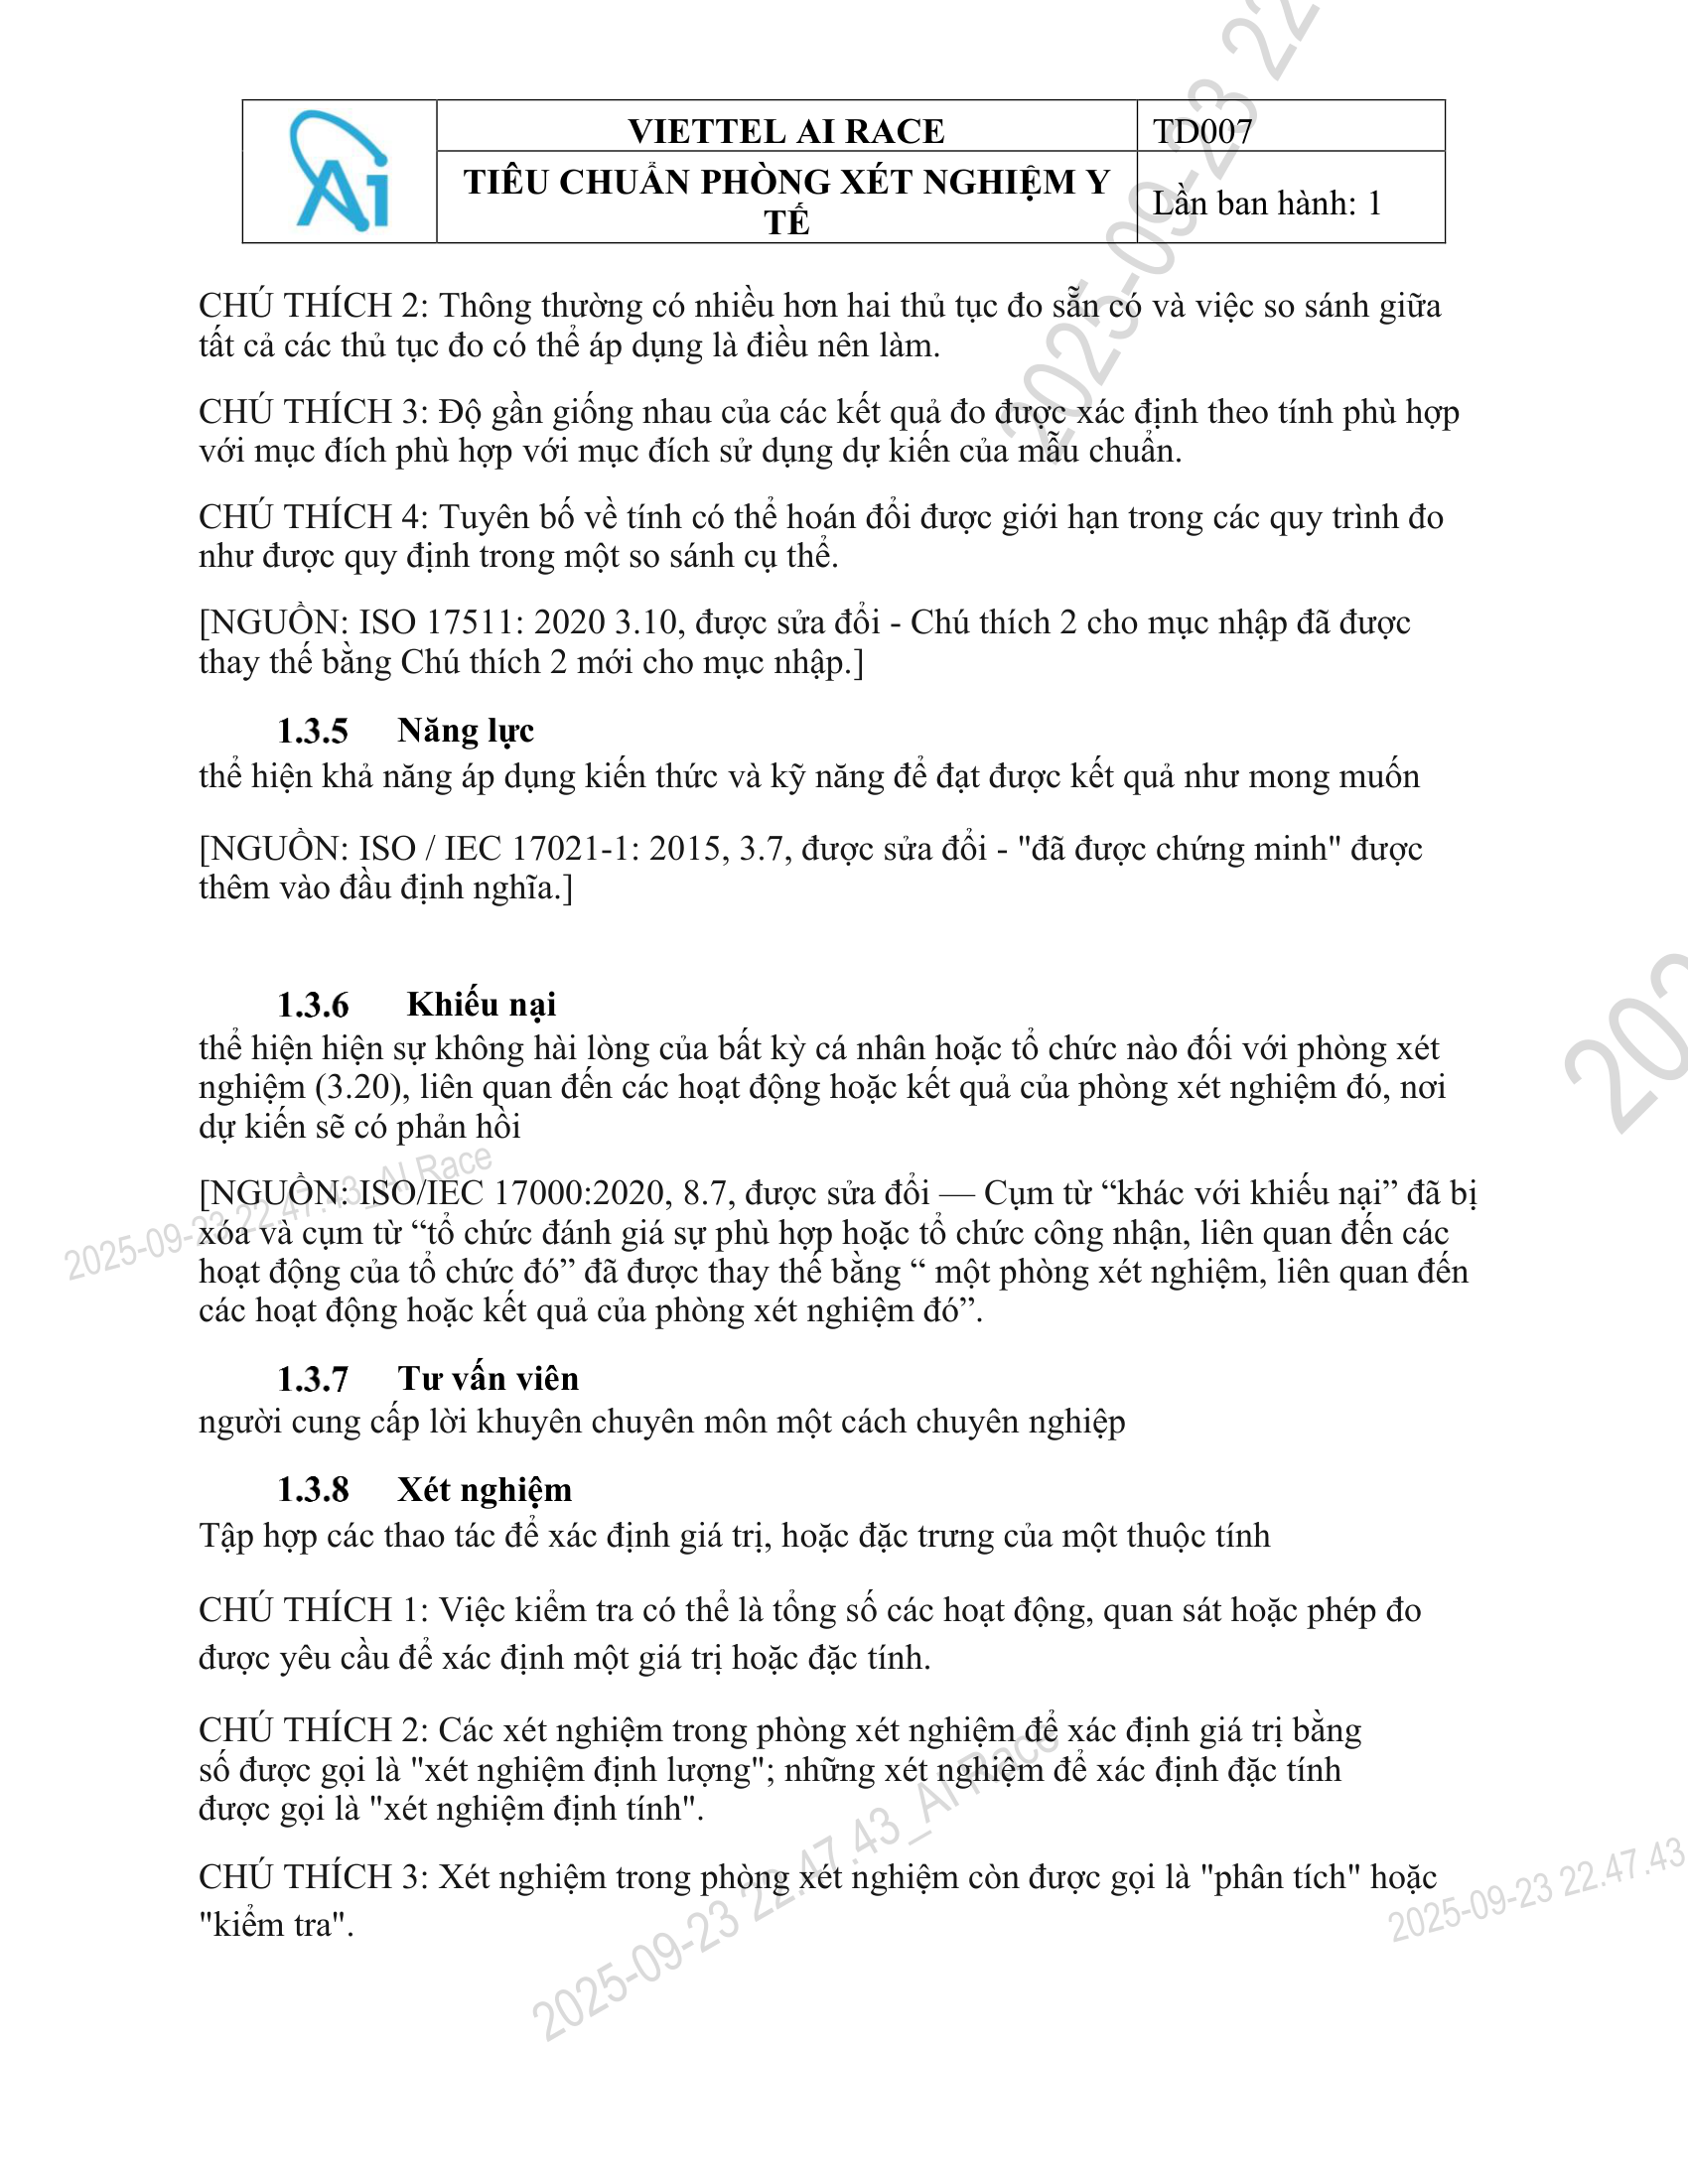 Ai
VIETTEL AI RACE
TD007
TIÊU CHUẨN PHÒNG XÉT NGHIỆM Y
TẾ
Lần ban hành: 1
CHÚ THÍCH 2: Thông thường có nhiều hơn hai thủ tục đo sẵn có và việc so sánh giữa
tất cả các thủ tục đo có thể áp dụng là điều nên làm.
CHÚ THÍCH 3: Độ gần giống nhau của các kết quả đo được xác định theo tính phù hợp
với mục đích phù hợp với mục đích sử dụng dự kiến của mẫu chuẩn.
CHÚ THÍCH 4: Tuyên bố về tính có thể hoán đổi được giới hạn trong các quy trình đo
như được quy định trong một so sánh cụ thể.
[NGUỒN: ISO 17511: 2020 3.10, được sửa đổi - Chú thích 2 cho mục nhập đã được
thay thế bằng Chú thích 2 mới cho mục nhập.]
1.3.5 Năng lực
thể hiện khả năng áp dụng kiến thức và kỹ năng để đạt được kết quả như mong muốn
[NGUỒN: ISO / IEC 17021-1: 2015, 3.7, được sửa đổi - "đã được chứng minh" được
thêm vào đầu định nghĩa.]
1.3.6 Khiếu nại
thể hiện hiện sự không hài lòng của bất kỳ cá nhân hoặc tổ chức nào đối với phòng xét
nghiệm (3.20), liên quan đến các hoạt động hoặc kết quả của phòng xét nghiệm đó, nơi
dự kiến sẽ có phản hồi
[NGUỒN: ISO/IEC 17000:2020, 8.7, được sửa đổi — Cụm từ “khác với khiếu nại” đã bị
xóa và cụm từ “tổ chức đánh giá sự phù hợp hoặc tổ chức công nhận, liên quan đến các
hoạt động của tổ chức đó” đã được thay thế bằng “ một phòng xét nghiệm, liên quan đến
các hoạt động hoặc kết quả của phòng xét nghiệm đó”.
1.3.7 Tư vấn viên
người cung cấp lời khuyên chuyên môn một cách chuyên nghiệp
1.3.8 Xét nghiệm
Tập hợp các thao tác để xác định giá trị, hoặc đặc trưng của một thuộc tính
CHÚ THÍCH 1: Việc kiểm tra có thể là tổng số các hoạt động, quan sát hoặc phép đo
được yêu cầu để xác định một giá trị hoặc đặc tính.
CHÚ THÍCH 2: Các xét nghiệm trong phòng xét nghiệm để xác định giá trị bằng
số được gọi là "xét nghiệm định lượng"; những xét nghiệm để xác định đặc tính
được gọi là "xét nghiệm định tính".
CHÚ THÍCH 3: Xét nghiệm trong phòng xét nghiệm còn được gọi là "phân tích" hoặc
"kiểm tra".
2025-09-23 22
202
2025-09-23 22.47.43_AI Race
2025-09-23 22.47.43_AI Race
2025-09-23 22.47.43